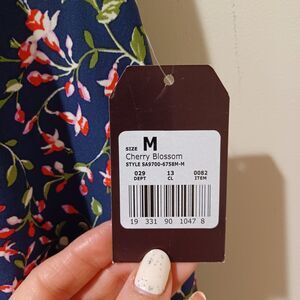 SIZE M
Cherry Blossom
STYLE SA9700-6758M-M
029 13 0082
DEPT CL ITEM
19 331 90 1047 8